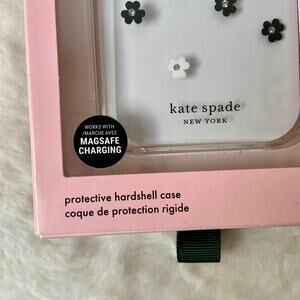 kate spade
NEW YORK
WORKS WITH
/MARCHE AVEC
MAGSAFE
CHARGING
protective hardshell case
coque de protection rigide